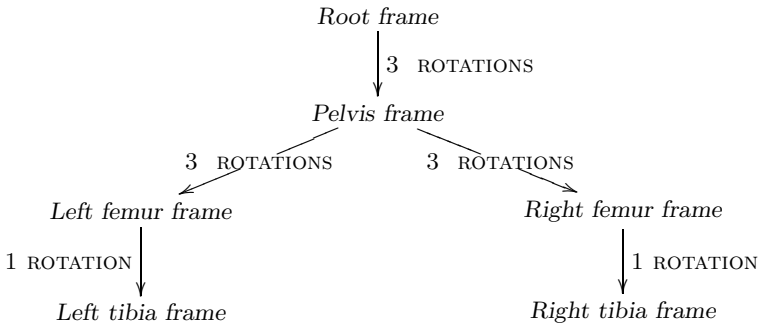 Root frame
3 ROTATIONS
Pelvis frame
3 ROTATIONS 3 ROTATIONS
Left femur frame Right femur frame
1 ROTATION 1 ROTATION
Left tibia frame Right tibia frame